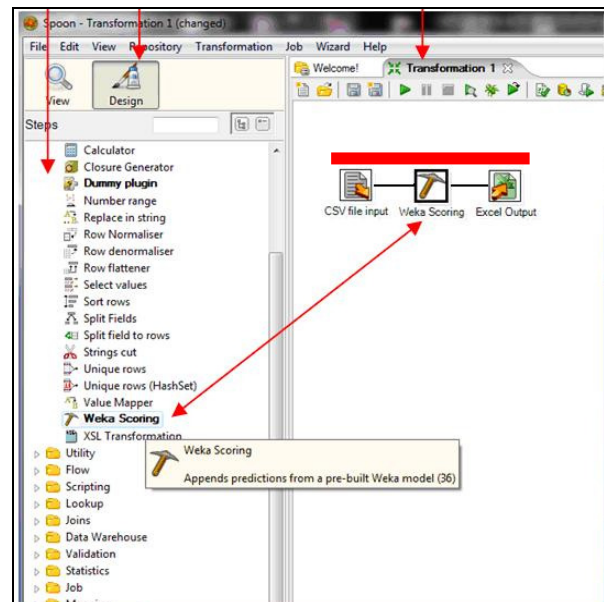 Spoon - Transformation 1 (changed)
File Edit View Repository Transformation Job Wizard Help
View
Design
Steps
Calculator
Closure Generator
Dummy plugin
Number range
Replace in string
Row Normaliser
Row denormaliser
Row flattener
Select values
Sort rows
Split Fields
Split field to rows
Strings cut
Unique rows
Unique rows (HashSet)
Value Mapper
Weka Scoring
XSL Transformation
Utility
Flow
Scripting
Lookup
Joins
Data Warehouse
Validation
Statistics
Job
Welcome!
Transformation 1
CSV file input
Weka Scoring
Excel Output
Weka Scoring
Appends predictions from a pre-built Weka model (36)